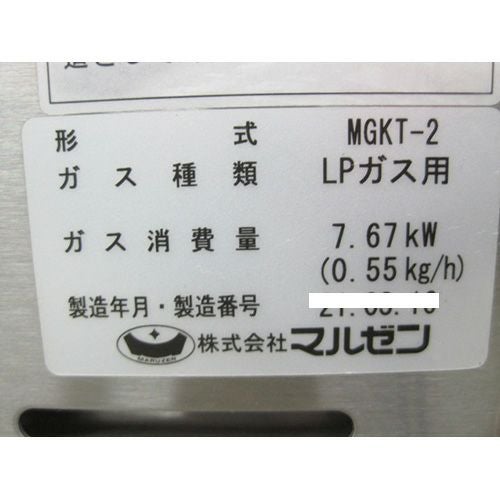 形式 MGKT-2
ガス種類 LPガス用
ガス消費量 7.67kW
(0.55kg/h)
製造年月・製造番号
MARUZEN 株式会社マルゼン